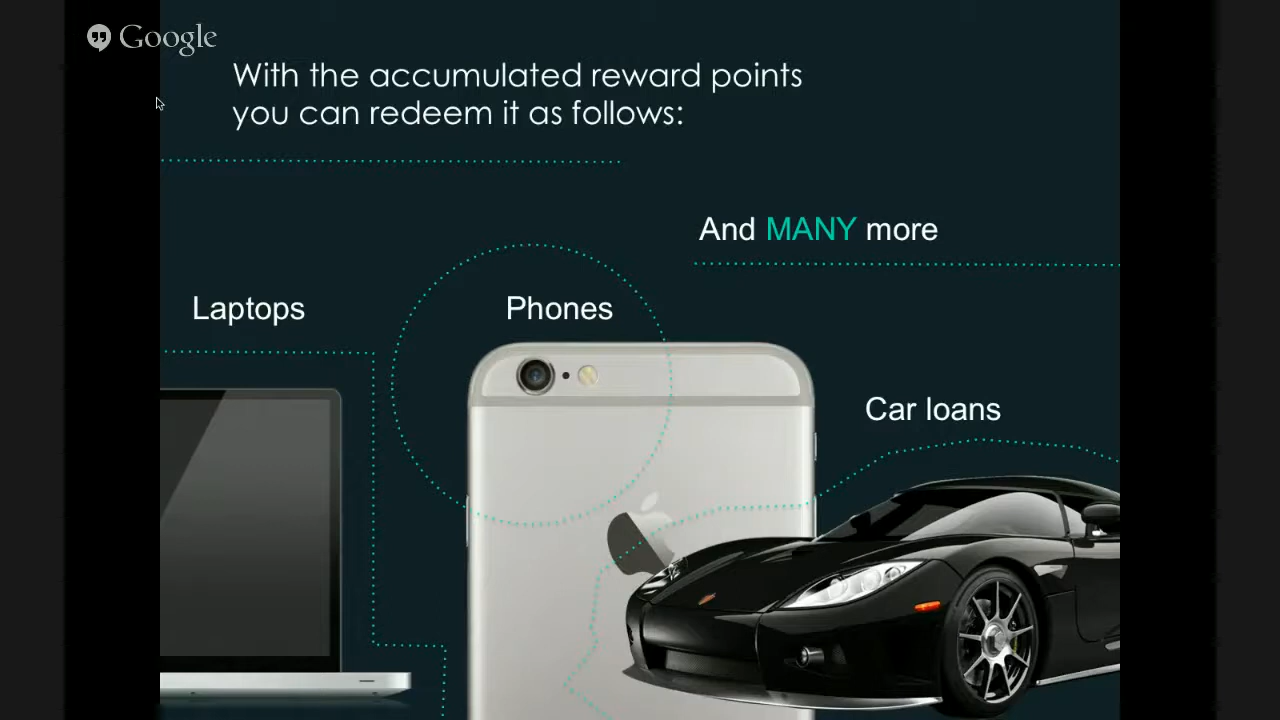 Google
With the accumulated reward points
you can redeem it as follows:
And MANY more
Laptops
Phones
Car loans